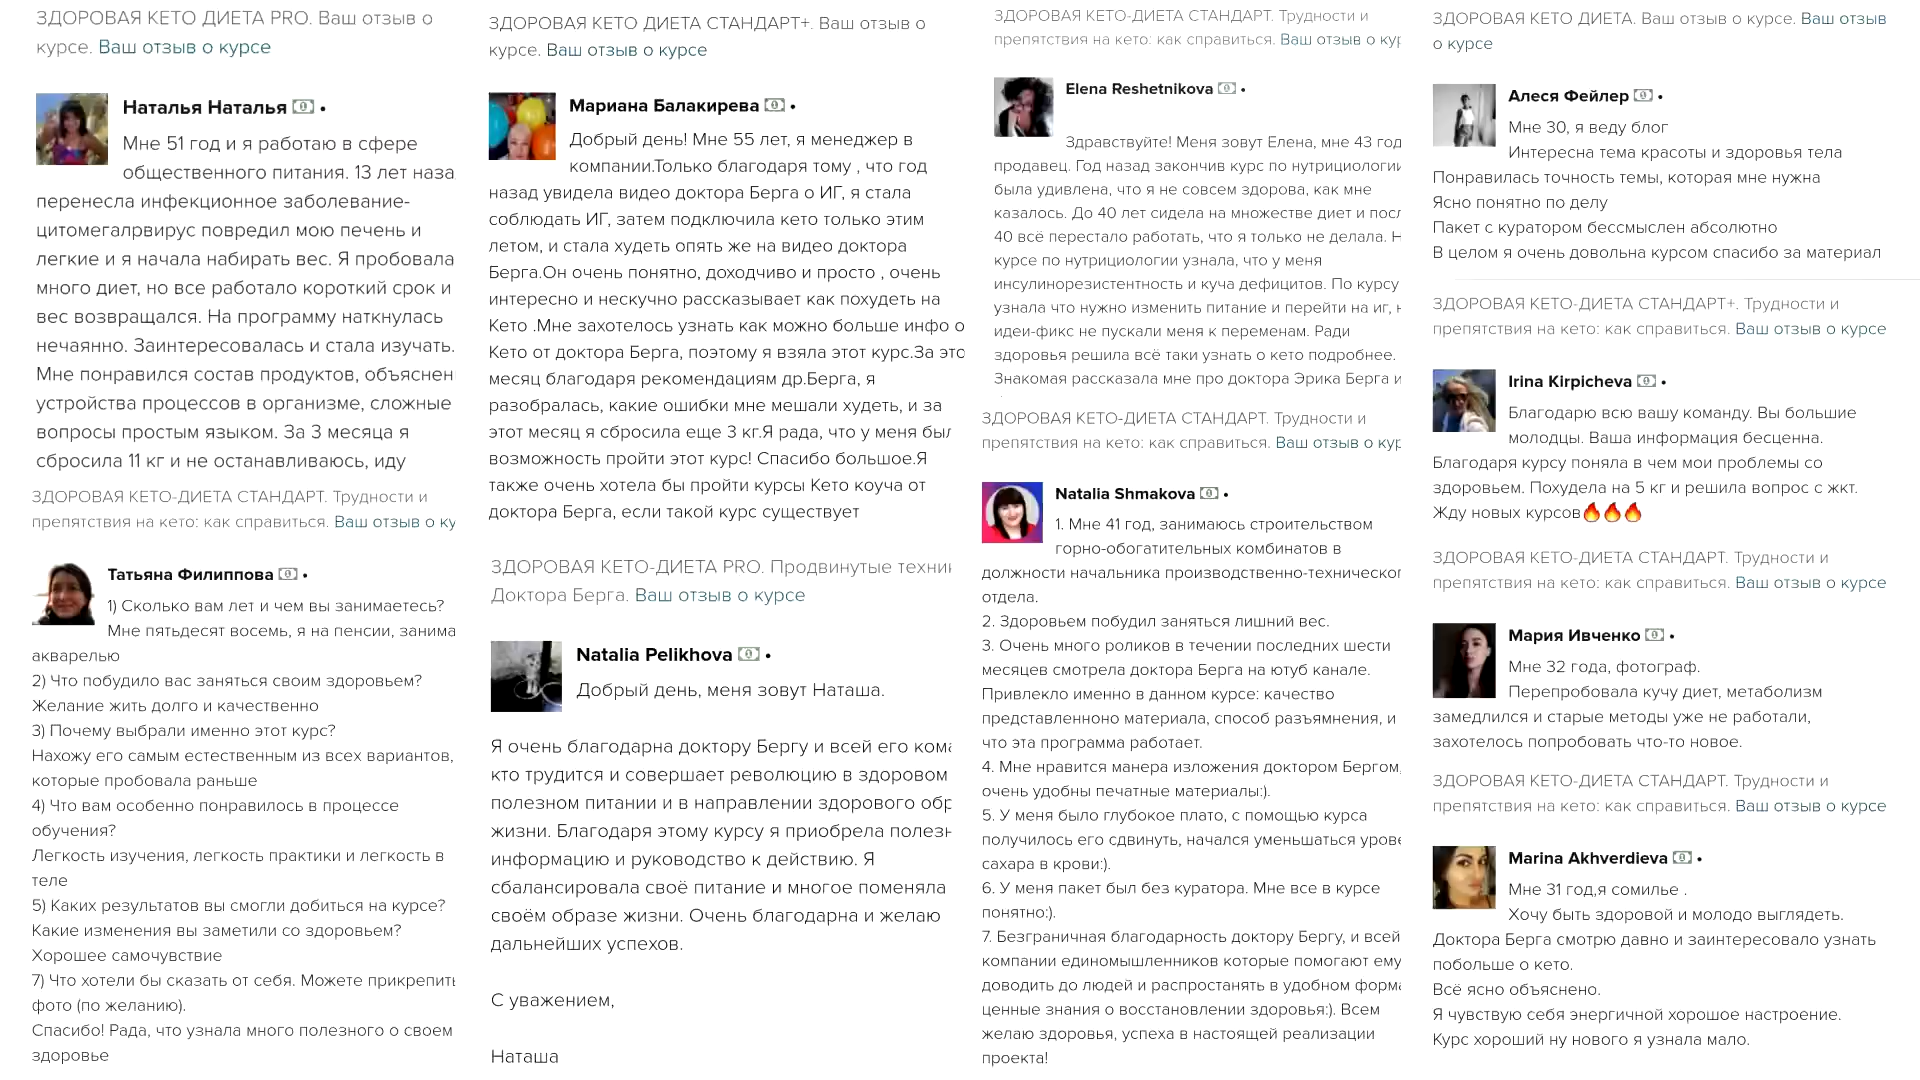 ЗДОРОВАЯ КЕТО ДИЕТА PRO. Ваш отзыв о
курсе. Ваш отзыв о курсе
Наталья Наталья •
Мне 51 год и я работаю в сфере
общественного питания. 13 лет наза
перенесла инфекционное заболевание-
цитомегалрвирус повредил мою печень и
легкие и я начала набирать вес. Я пробовала
много диет, но все работало короткий срок и
вес возвращался. На программу наткнулась
нечаянно. Заинтересовалась и стала изучать.
Мне понравился состав продуктов, объяснен
устройства процессов в организме, сложные
вопросы простым языком. За 3 месяца я
сбросила 11 кг и не останавливаюсь, иду
ЗДОРОВАЯ КЕТО-ДИЕТА СТАНДАРТ. Трудности и
препятствия на кето: как справиться. Ваш отзыв о ку
Татьяна Филиппова •
1) Сколько вам лет и чем вы занимаетесь?
Мне пятьдесят восемь, я на пенсии, занима
акварелью
2) Что побудило вас заняться своим здоровьем?
Желание жить долго и качественно
3) Почему выбрали именно этот курс?
Нахожу его самым естественным из всех вариантов,
которые пробовала раньше
4) Что вам особенно понравилось в процессе
обучения?
Легкость изучения, легкость практики и легкость в
теле
5) Каких результатов вы смогли добиться на курсе?
Какие изменения вы заметили со здоровьем?
Хорошее самочувствие
7) Что хотели бы сказать от себя. Можете прикрепить
фото (по желанию).
Спасибо! Рада, что узнала много полезного о своем
здоровье
ЗДОРОВАЯ КЕТО ДИЕТА СТАНДАРТ+. Ваш отзыв о
курсе. Ваш отзыв о курсе
Мариана Балакирева •
Добрый день! Мне 55 лет, я менеджер в
компании.Только благодаря тому , что год
назад увидела видео доктора Берга о ИГ, я стала
соблюдать ИГ, затем подключила кето только этим
летом, и стала худеть опять же на видео доктора
Берга.Он очень понятно, доходчиво и просто , очень
интересно и нескучно рассказывает как похудеть на
Кето .Мне захотелось узнать как можно больше инфо о
Кето от доктора Берга, поэтому я взяла этот курс.За это
месяц благодаря рекомендациям др.Берга, я
разобралась, какие ошибки мне мешали худеть, и за
этот месяц я сбросила еще 3 кг.Я рада, что у меня был
возможность пройти этот курс! Спасибо большое.Я
также очень хотела бы пройти курсы Кето коуча от
доктора Берга, если такой курс существует
ЗДОРОВАЯ КЕТО-ДИЕТА PRO. Продвинутые техник
Доктора Берга. Ваш отзыв о курсе
Natalia Pelikhova •
Добрый день, меня зовут Наташа.
Я очень благодарна доктору Бергу и всей его кома
кто трудится и совершает революцию в здоровом
полезном питании и в направлении здорового обр
жизни. Благодаря этому курсу я приобрела полезн
информацию и руководство к действию. Я
сбалансировала своё питание и многое поменяла
своём образе жизни. Очень благодарна и желаю
дальнейших успехов.
С уважением,
Наташа
ЗДОРОВАЯ КЕТО-ДИЕТА СТАНДАРТ. Трудности и
препятствия на кето: как справиться. Ваш отзыв о кур
Elena Reshetnikova •
Здравствуйте! Меня зовут Елена, мне 43 год
продавец. Год назад закончив курс по нутрициологии
была удивлена, что я не совсем здорова, как мне
казалось. До 40 лет сидела на множестве диет и посл
40 всё перестало работать, что я только не делала. Н
курсе по нутрициологии узнала, что у меня
инсулинорезистентность и куча дефицитов. По курсу
узнала что нужно изменить питание и перейти на иг, н
идеи-фикс не пускали меня к переменам. Ради
здоровья решила всё таки узнать о кето подробнее.
Знакомая рассказала мне про доктора Эрика Берга и
ЗДОРОВАЯ КЕТО-ДИЕТА СТАНДАРТ. Трудности и
препятствия на кето: как справиться. Ваш отзыв о кур
Natalia Shmakova •
1. Мне 41 год, занимаюсь строительством
горно-обогатительных комбинатов в
должности начальника производственно-техническог
отдела.
2. Здоровьем побудил заняться лишний вес.
3. Очень много роликов в течении последних шести
месяцев смотрела доктора Берга на ютуб канале.
Привлекло именно в данном курсе: качество
представленноно материала, способ разъямнения, и
что эта программа работает.
4. Мне нравится манера изложения доктором Бергом,
очень удобны печатные материалы:).
5. У меня было глубокое плато, с помощью курса
получилось его сдвинуть, начался уменьшаться урове
сахара в крови:).
6. У меня пакет был без куратора. Мне все в курсе
понятно:).
7. Безграничная благодарность доктору Бергу, и всей
компании единомышленников которые помогают ему
доводить до людей и распростанять в удобном форма
ценные знания о восстановлении здоровья:). Всем
желаю здоровья, успеха в настоящей реализации
проекта!
ЗДОРОВАЯ КЕТО ДИЕТА. Ваш отзыв о курсе. Ваш отзыв
о курсе
Алеся Фейлер •
Мне 30, я веду блог
Интересна тема красоты и здоровья тела
Понравилась точность темы, которая мне нужна
Ясно понятно по делу
Пакет с куратором бессмыслен абсолютно
В целом я очень довольна курсом спасибо за материал
ЗДОРОВАЯ КЕТО-ДИЕТА СТАНДАРТ+. Трудности и
препятствия на кето: как справиться. Ваш отзыв о курсе
Irina Kirpicheva •
Благодарю всю вашу команду. Вы большие
молодцы. Ваша информация бесценна.
Благодаря курсу поняла в чем мои проблемы со
здоровьем. Похудела на 5 кг и решила вопрос с жкт.
Жду новых курсов🔥🔥🔥
ЗДОРОВАЯ КЕТО-ДИЕТА СТАНДАРТ. Трудности и
препятствия на кето: как справиться. Ваш отзыв о курсе
Мария Ивченко •
Мне 32 года, фотограф.
Перепробовала кучу диет, метаболизм
замедлился и старые методы уже не работали,
захотелось попробовать что-то новое.
ЗДОРОВАЯ КЕТО-ДИЕТА СТАНДАРТ. Трудности и
препятствия на кето: как справиться. Ваш отзыв о курсе
Marina Akhverdieva •
Мне 31 год,я сомилье .
Хочу быть здоровой и молодо выглядеть.
Доктора Берга смотрю давно и заинтересовало узнать
побольше о кето.
Всё ясно объяснено.
Я чувствую себя энергичной хорошое настроение.
Курс хороший ну нового я узнала мало.